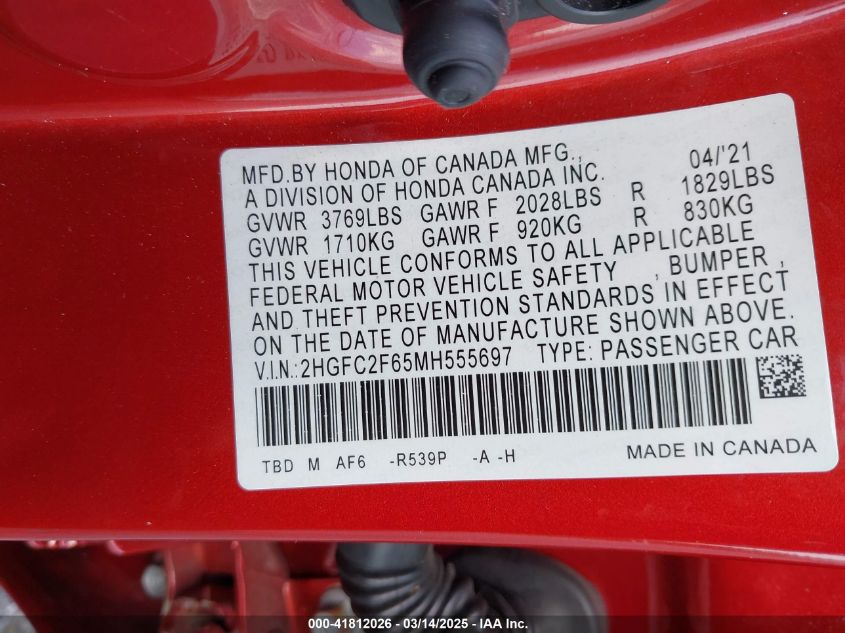 MFD.BY HONDA OF CANADA MFG., 04/'21
A DIVISION OF HONDA CANADA INC.
GVWR 3769LBS GAWR F 2028LBS R 1829LBS
GVWR 1710KG GAWR F 920KG R 830KG
THIS VEHICLE CONFORMS TO ALL APPLICABLE
FEDERAL MOTOR VEHICLE SAFETY , BUMPER ,
AND THEFT PREVENTION STANDARDS IN EFFECT
ON THE DATE OF MANUFACTURE SHOWN ABOVE.
V.I.N.:2HGFC2F65MH555697 TYPE: PASSENGER CAR
TBD M AF6 -R539P -A -H MADE IN CANADA
000-41812026 — 03/14/2025 — IAA Inc.